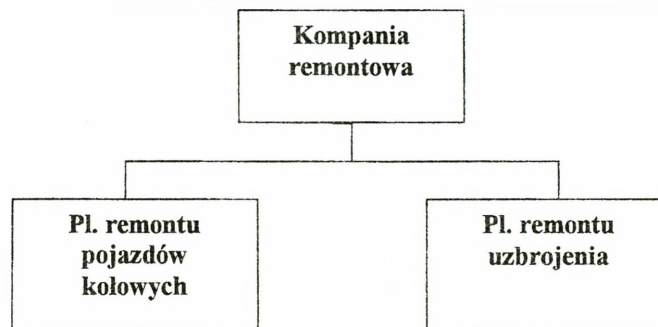 Kompania
remontowa
Pl. remontu
pojazdów
kołowych
Pl. remontu
uzbrojenia